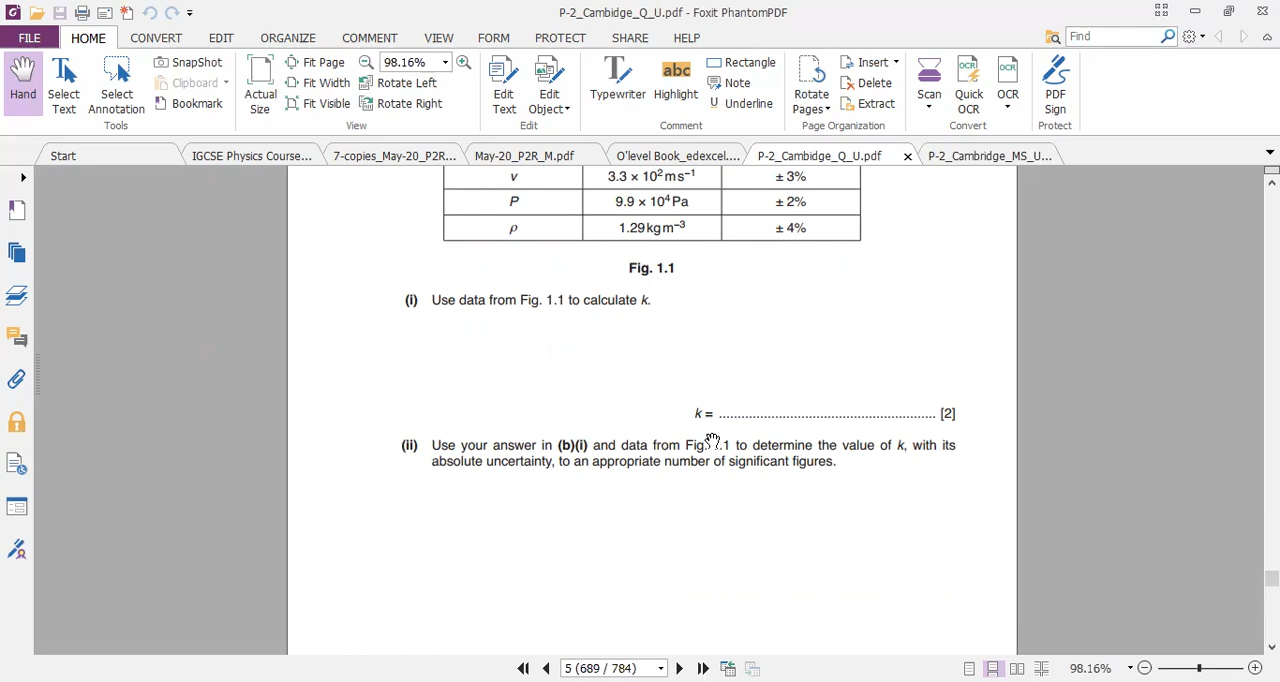 P-2_Cambidge_Q_U.pdf - Foxit PhantomPDF
FILE HOME CONVERT EDIT ORGANIZE COMMENT VIEW FORM PROTECT SHARE HELP Find
Hand
Select Text
Select Annotation
SnapShot
Clipboard
Bookmark
Tools
Actual Size
Fit Page
Fit Width
Fit Visible
98.16%
Rotate Left
Rotate Right
View
Edit Text
Edit Object
Edit
Typewriter
abc
Highlight
Rectangle
Note
U Underline
Comment
Rotate Pages
Insert
Delete
Extract
Page Organization
Scan
OCR
Quick OCR
OCR
OCR
Convert
PDF Sign
Protect
Start IGCSE Physics Course... 7-copies_May-20_P2R... May-20_P2R_M.pdf O'level Book_edexcel.... P-2_Cambidge_Q_U.pdf P-2_Cambridge_MS_U...
v 3.3 × 10² m s⁻¹ ± 3%
P 9.9 × 10⁴ Pa ± 2%
ρ 1.29 kg m⁻³ ± 4%
Fig. 1.1
(i) Use data from Fig. 1.1 to calculate k.
k = ....................................................... [2]
(ii) Use your answer in (b)(i) and data from Fig. 1.1 to determine the value of k, with its
absolute uncertainty, to an appropriate number of significant figures.
5 (689 / 784) 98.16%